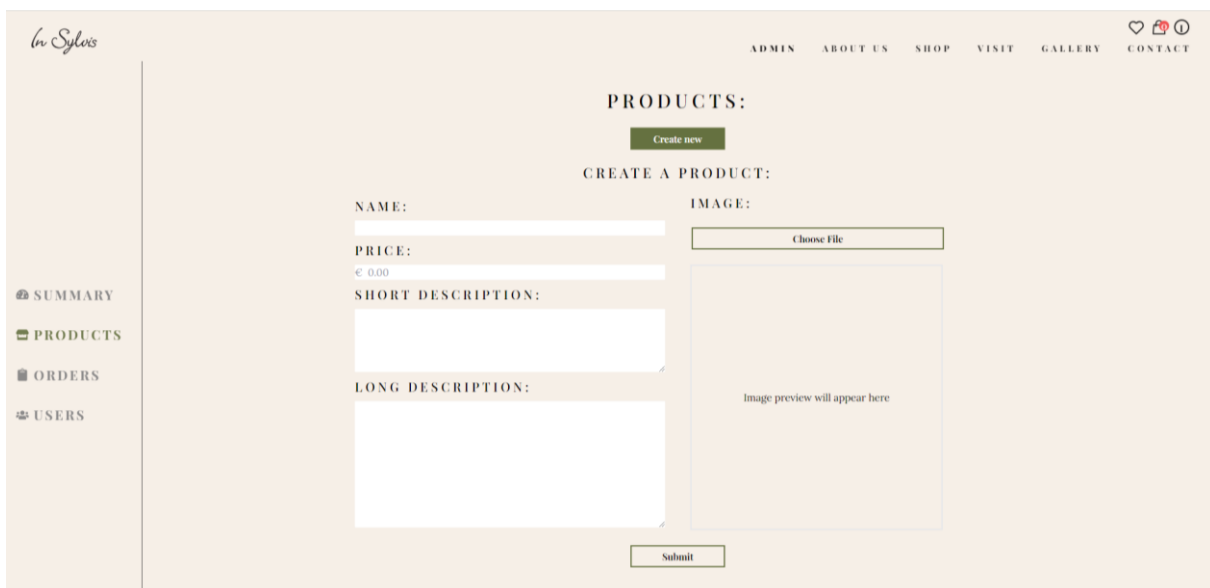 In Sylvis
ADMIN ABOUT US SHOP VISIT GALLERY CONTACT
PRODUCTS:
Create new
CREATE A PRODUCT:
NAME:
PRICE:
€ 0.00
SHORT DESCRIPTION:
LONG DESCRIPTION:
IMAGE:
Choose File
Image preview will appear here
Submit
SUMMARY
PRODUCTS
ORDERS
USERS